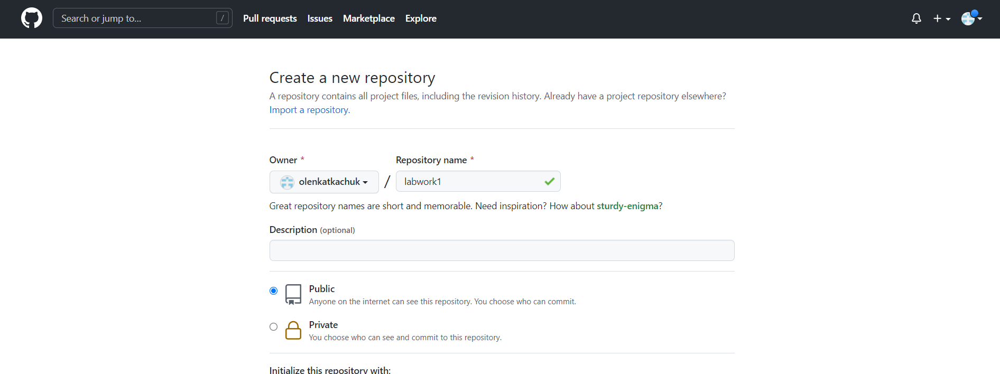 Search or jump to... /
Pull requests Issues Marketplace Explore
Create a new repository
A repository contains all project files, including the revision history. Already have a project repository elsewhere?
Import a repository.
Owner * Repository name *
olenkatkachuk / labwork1
Great repository names are short and memorable. Need inspiration? How about sturdy-enigma?
Description (optional)
Public
Anyone on the internet can see this repository. You choose who can commit.
Private
You choose who can see and commit to this repository.
Initialize this repository with: